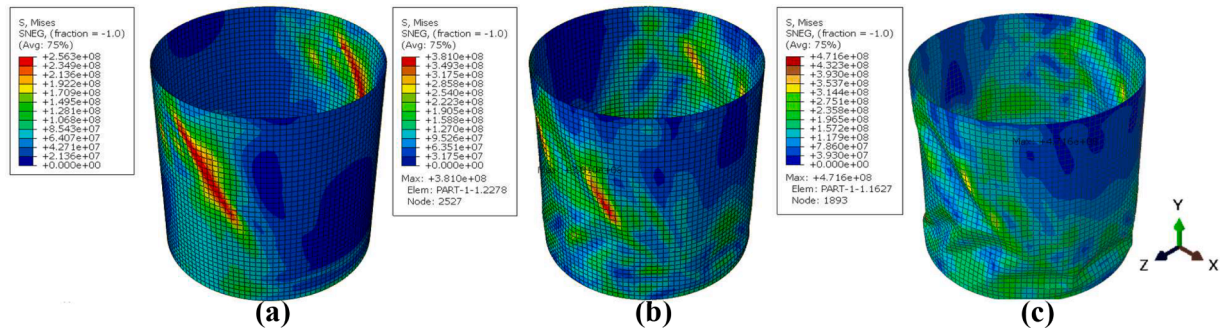 S, Mises
SNEG, (fraction = -1.0)
(Avg: 75%)
+2.563e+08
+2.349e+08
+2.136e+08
+1.922e+08
+1.709e+08
+1.495e+08
+1.281e+08
+1.068e+08
+8.543e+07
+6.407e+07
+4.271e+07
+2.136e+07
+0.000e+00
(a)
S, Mises
SNEG, (fraction = -1.0)
(Avg: 75%)
+3.810e+08
+3.493e+08
+3.175e+08
+2.858e+08
+2.540e+08
+2.223e+08
+1.905e+08
+1.588e+08
+1.270e+08
+9.526e+07
+6.351e+07
+3.175e+07
+0.000e+00
Max: +3.810e+08
Elem: PART-1-1.2278
Node: 2527
(b)
S, Mises
SNEG, (fraction = -1.0)
(Avg: 75%)
+4.716e+08
+4.323e+08
+3.930e+08
+3.537e+08
+3.144e+08
+2.751e+08
+2.358e+08
+1.965e+08
+1.572e+08
+1.179e+08
+7.860e+07
+3.930e+07
+0.000e+00
Max: +4.716e+08
Elem: PART-1-1.1627
Node: 1893
Max: +4.716e+08
(c)
Y
Z
X